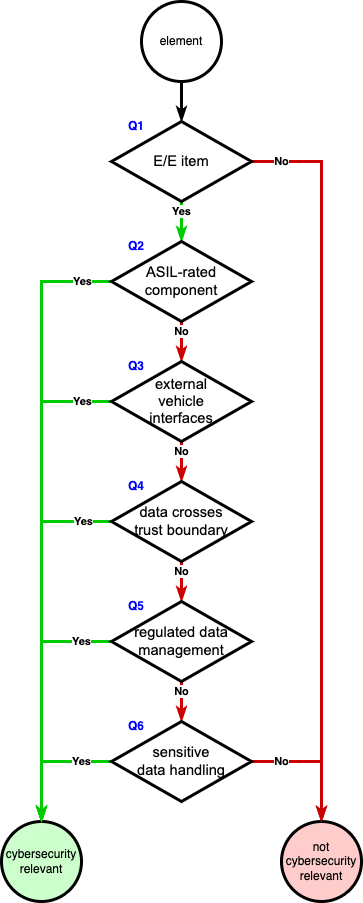 element
Q1
E/E item
No
Yes
Q2
ASIL-rated
component
Yes
No
Q3
external
vehicle
interfaces
Yes
No
Q4
data crosses
trust boundary
Yes
No
Q5
regulated data
management
Yes
No
Q6
sensitive
data handling
Yes
No
cybersecurity
relevant
not
cybersecurity
relevant